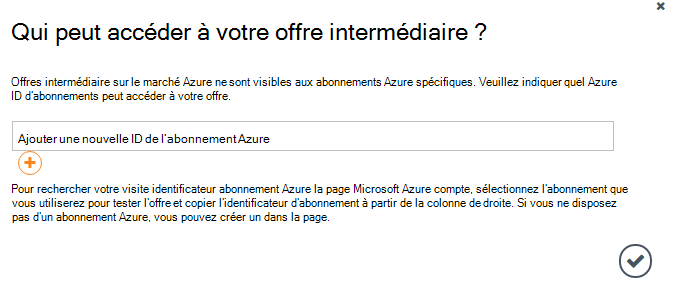 Qui peut accéder à votre offre intermédiaire ?
Offres intermédiaire sur le marché Azure ne sont visibles aux abonnements Azure spécifiques. Veuillez indiquer quel Azure
ID d'abonnements peut accéder à votre offre.
Ajouter une nouvelle ID de l'abonnement Azure
Pour rechercher votre visite identificateur abonnement Azure la page Microsoft Azure compte, sélectionnez l'abonnement que
vous utiliserez pour tester l'offre et copier l'identificateur d'abonnement à partir de la colonne de droite. Si vous ne disposez
pas d'un abonnement Azure, vous pouvez créer un dans la page.